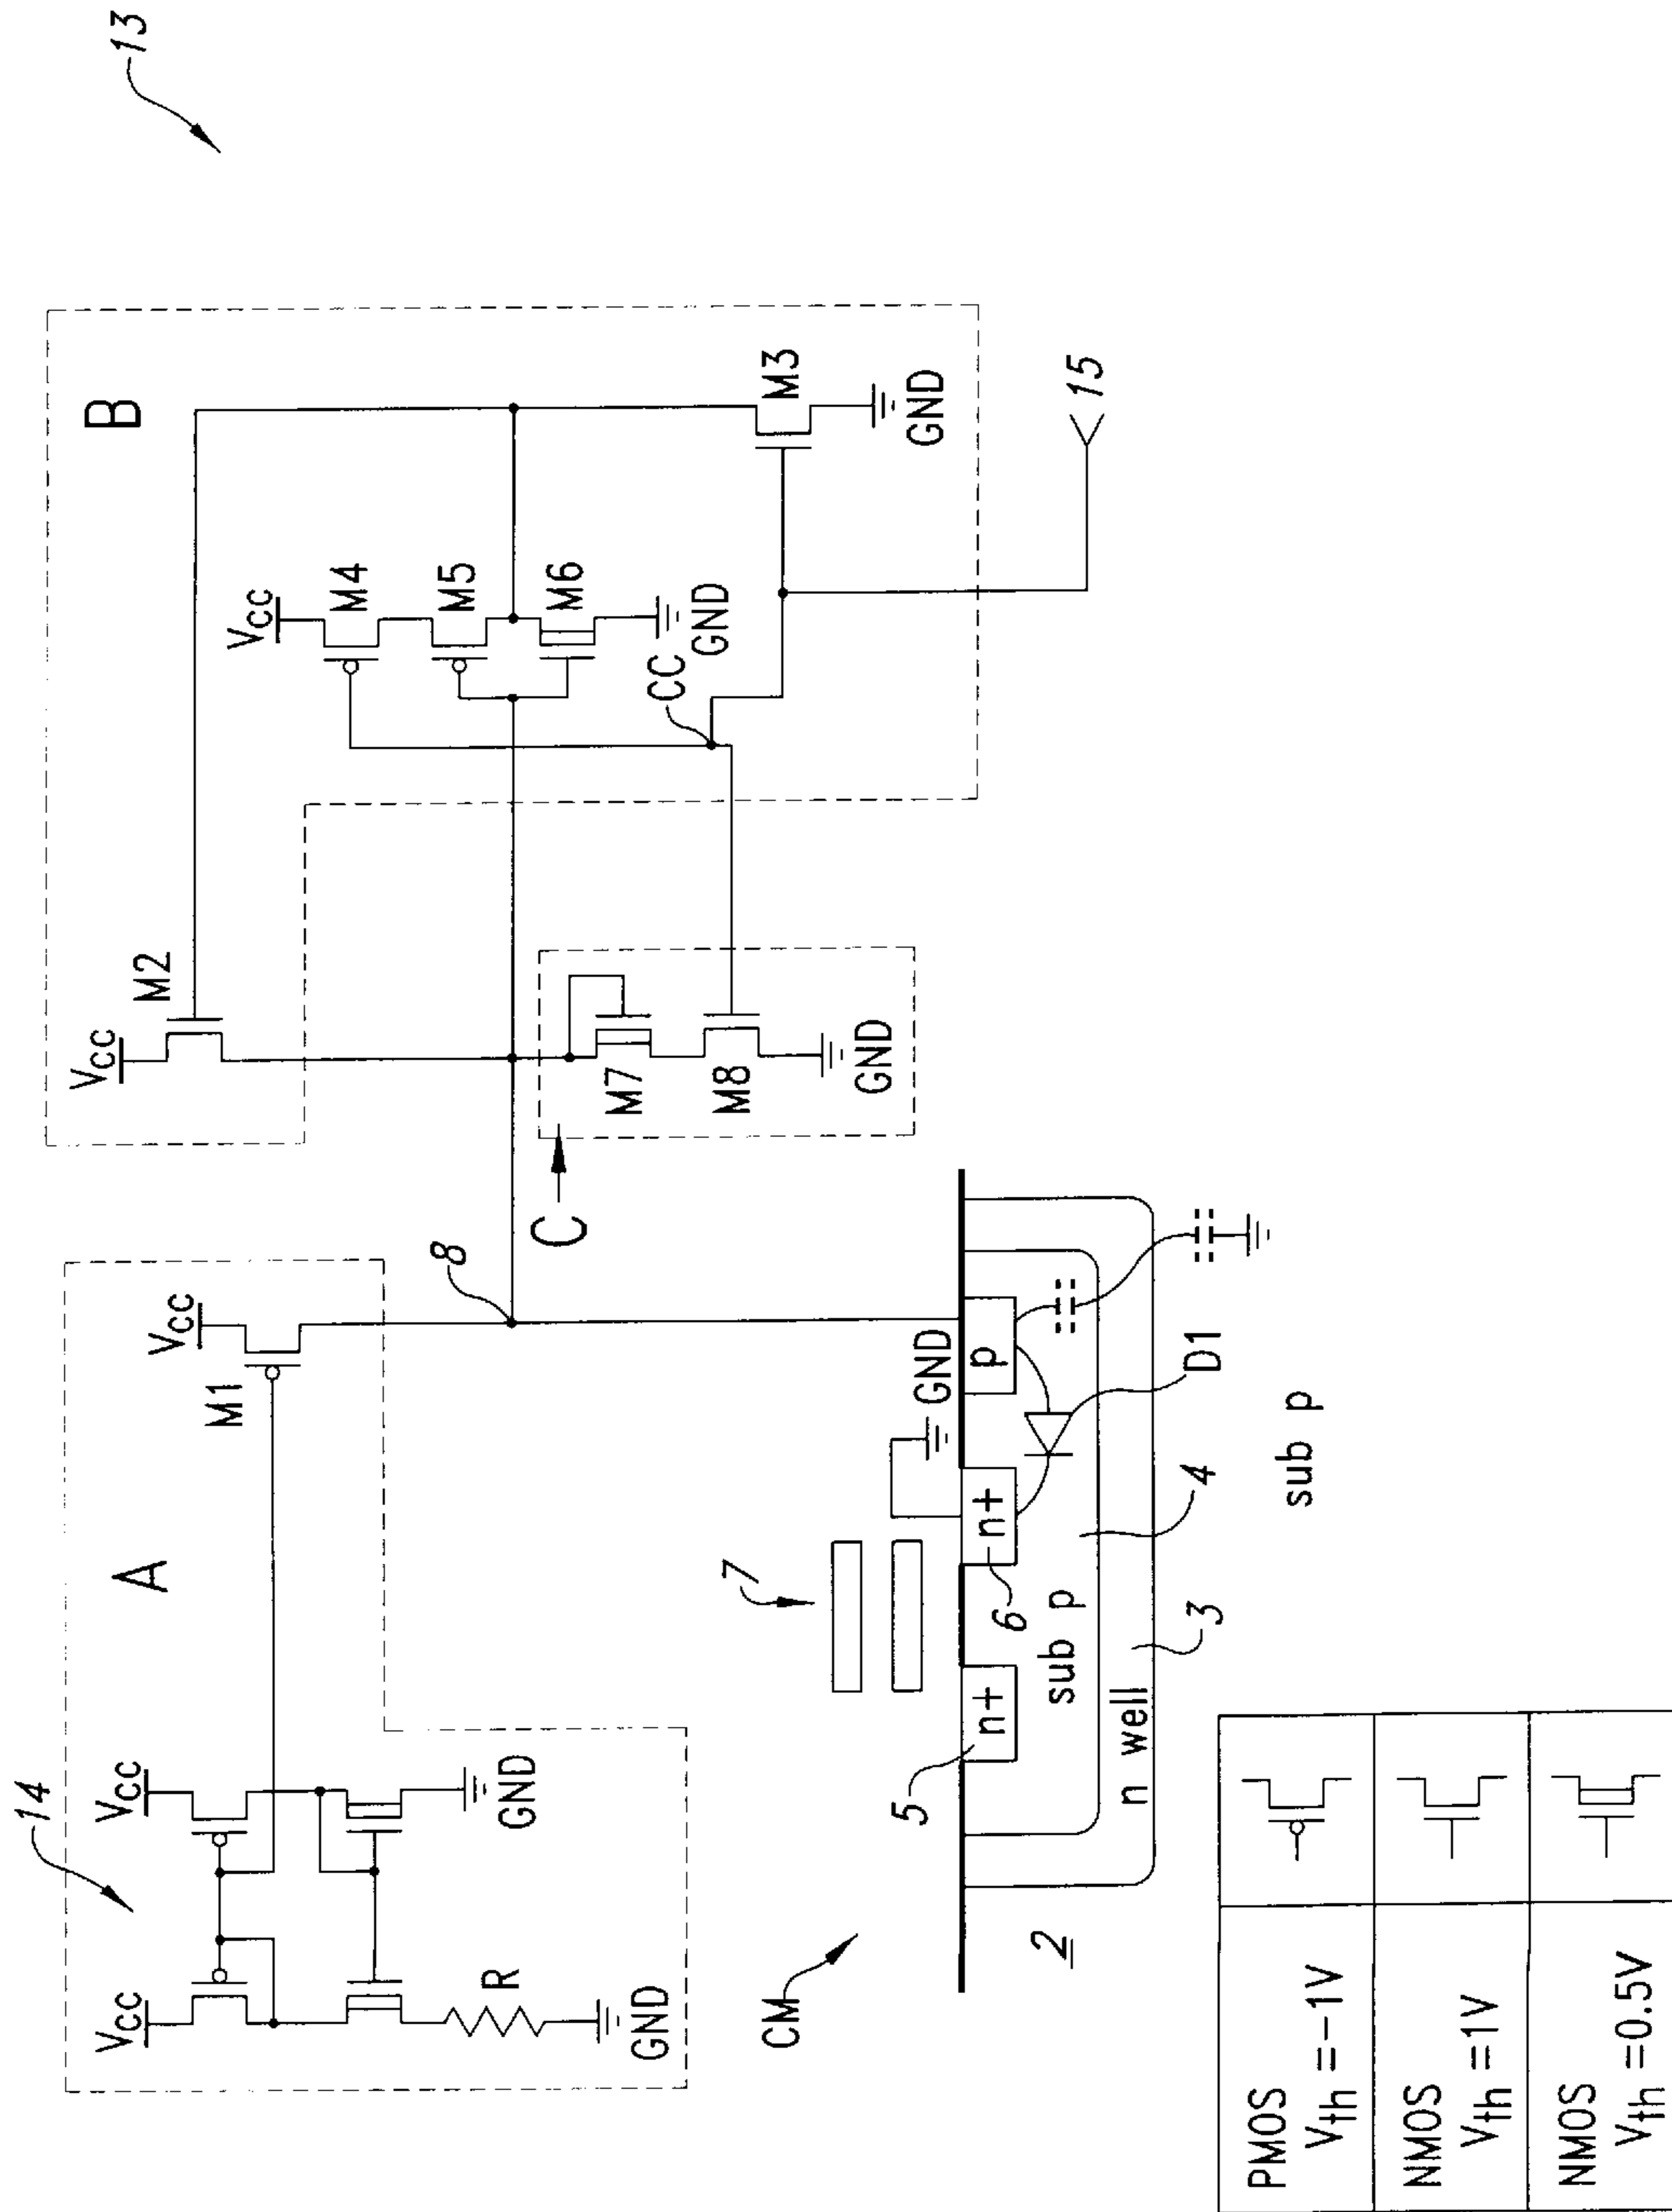 13
B
VCC
M2
VCC
M4
M5
M6
GND
CC
M3
GND
15
M7
M8
GND
C
A
14
VCC
VCC
VCC
M1
8
R
GND
GND
CM
7
GND
5
n+
n+
p
6
sub p
D1
4
n well
3
2
sub p
PMOS
Vth=-1V
NMOS
Vth=1V
NMOS
Vth=0.5V